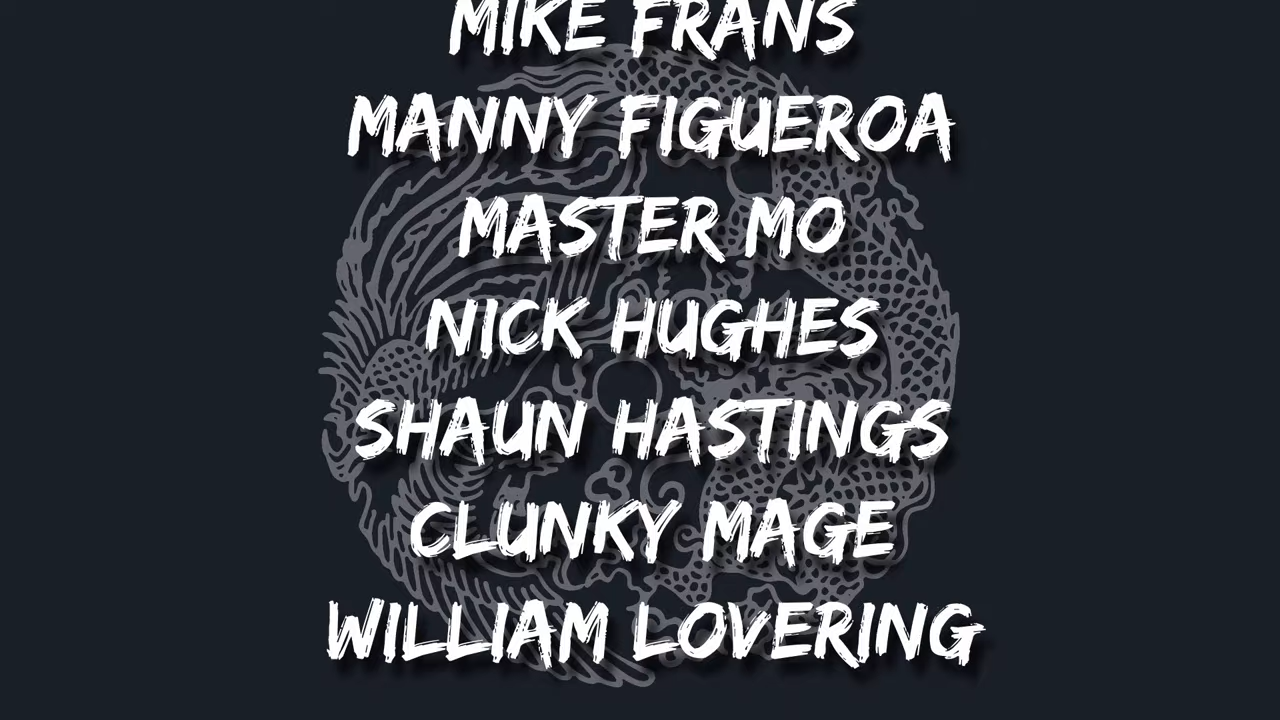 MIKE FRANS
MANNY FIGUEROA
MASTER MO
NICK HUGHES
SHAUN HASTINGS
CLUNKY MAGE
WILLIAM LOVERING